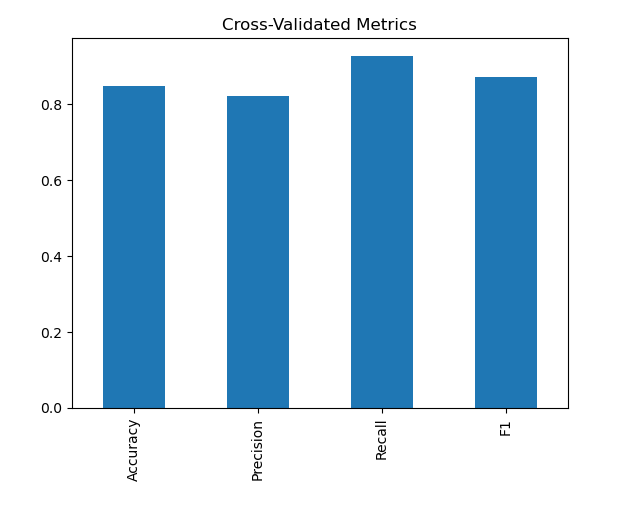 Cross-Validated Metrics
0.8
0.6
0.4
0.2
0.0
Accuracy
Precision
Recall
F1